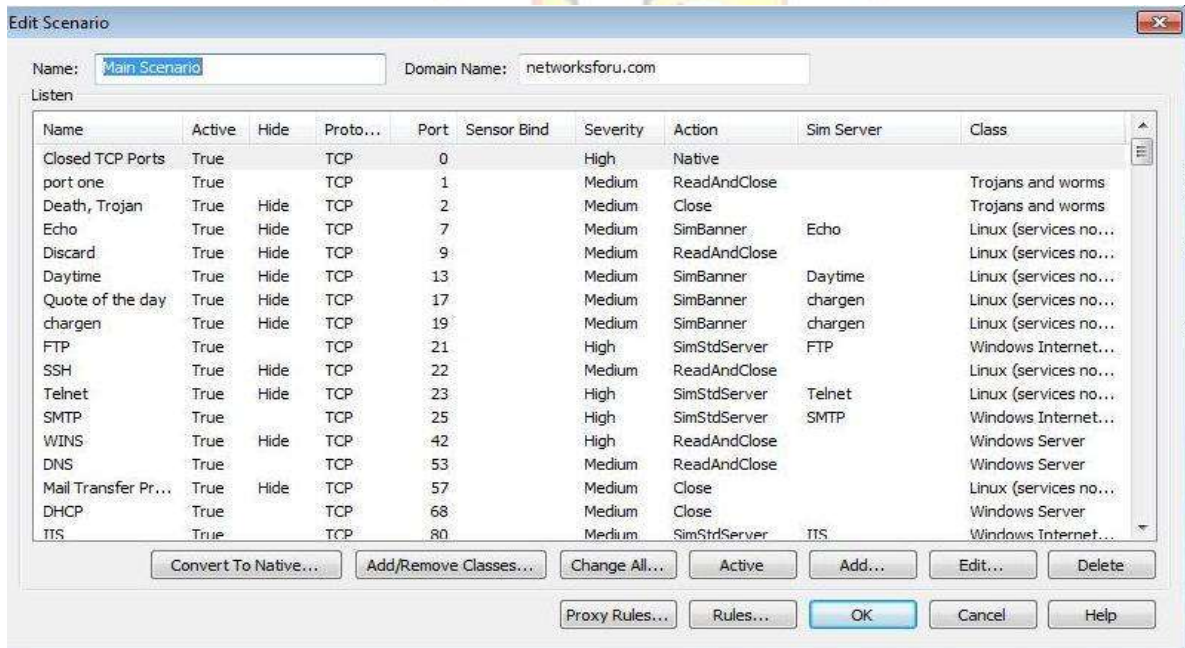 Edit Scenario
Name: Main Scenario Domain Name: networksforu.com
Listen
Name Active Hide Proto... Port Sensor Bind Severity Action Sim Server Class
Closed TCP Ports True TCP 0 High Native
port one True TCP 1 Medium ReadAndClose Trojans and worms
Death, Trojan True Hide TCP 2 Medium Close Trojans and worms
Echo True Hide TCP 7 Medium SimBanner Echo Linux (services no...
Discard True Hide TCP 9 Medium ReadAndClose Linux (services no...
Daytime True Hide TCP 13 Medium SimBanner Daytime Linux (services no...
Quote of the day True Hide TCP 17 Medium SimBanner chargen Linux (services no...
chargen True Hide TCP 19 Medium SimBanner chargen Linux (services no...
FTP True TCP 21 High SimStdServer FTP Windows Internet...
SSH True Hide TCP 22 Medium ReadAndClose Linux (services no...
Telnet True Hide TCP 23 High SimStdServer Telnet Linux (services no...
SMTP True TCP 25 High SimStdServer SMTP Windows Internet...
WINS True Hide TCP 42 High ReadAndClose Windows Server
DNS True TCP 53 Medium ReadAndClose Windows Server
Mail Transfer Pr... True Hide TCP 57 Medium Close Linux (services no...
DHCP True TCP 68 Medium Close Windows Server
IIS True TCP 80 Medium SimStdServer IIS Windows Internet...
Convert To Native... Add/Remove Classes... Change All... Active Add... Edit... Delete
Proxy Rules... Rules... OK Cancel Help